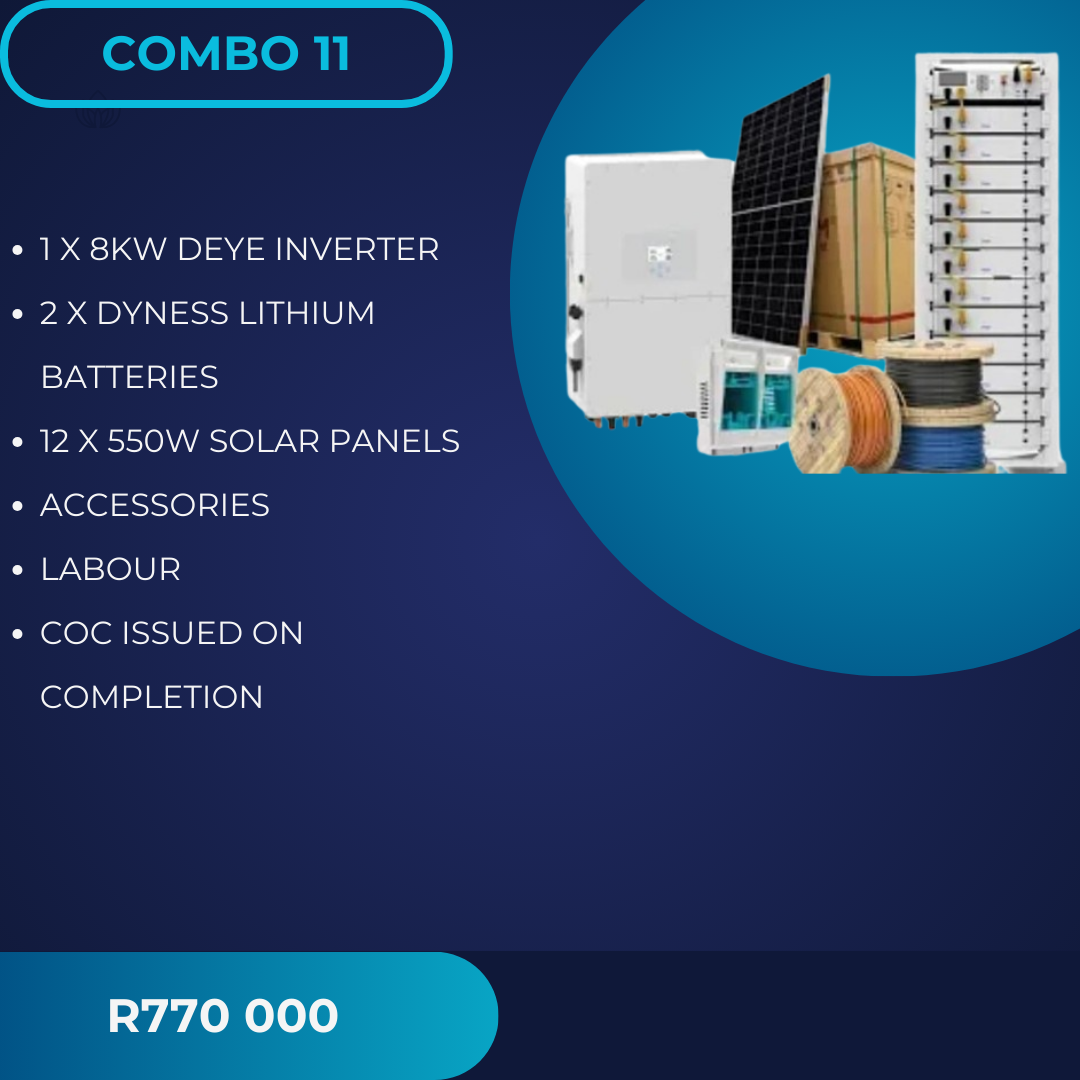 COMBO 11
• 1 X 8KW DEYE INVERTER
• 2 X DYNESS LITHIUM
BATTERIES
• 12 X 550W SOLAR PANELS
• ACCESSORIES
• LABOUR
• COC ISSUED ON
COMPLETION
R770 000